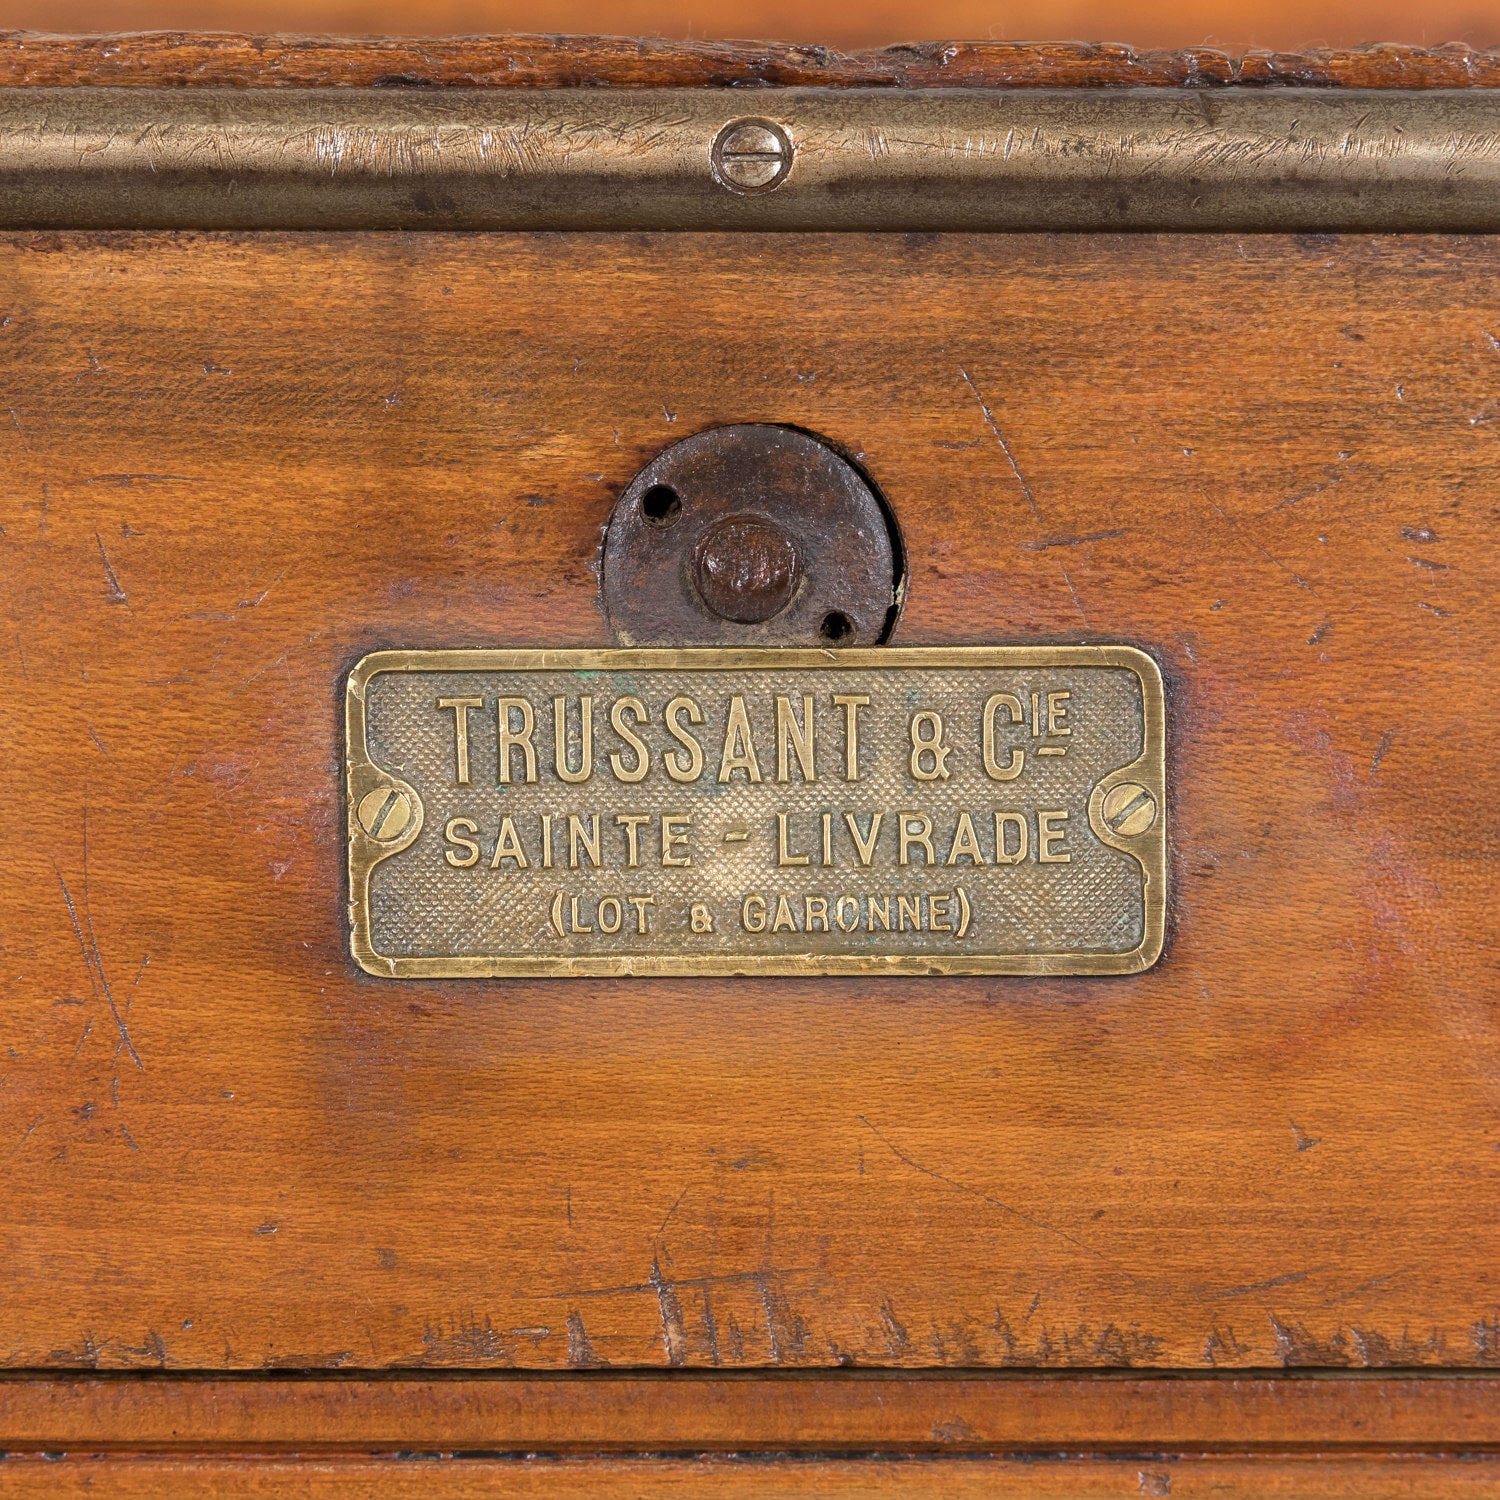 TRUSSANT & CIE
SAINTE - LIVRADE
(LOT & GARONNE)